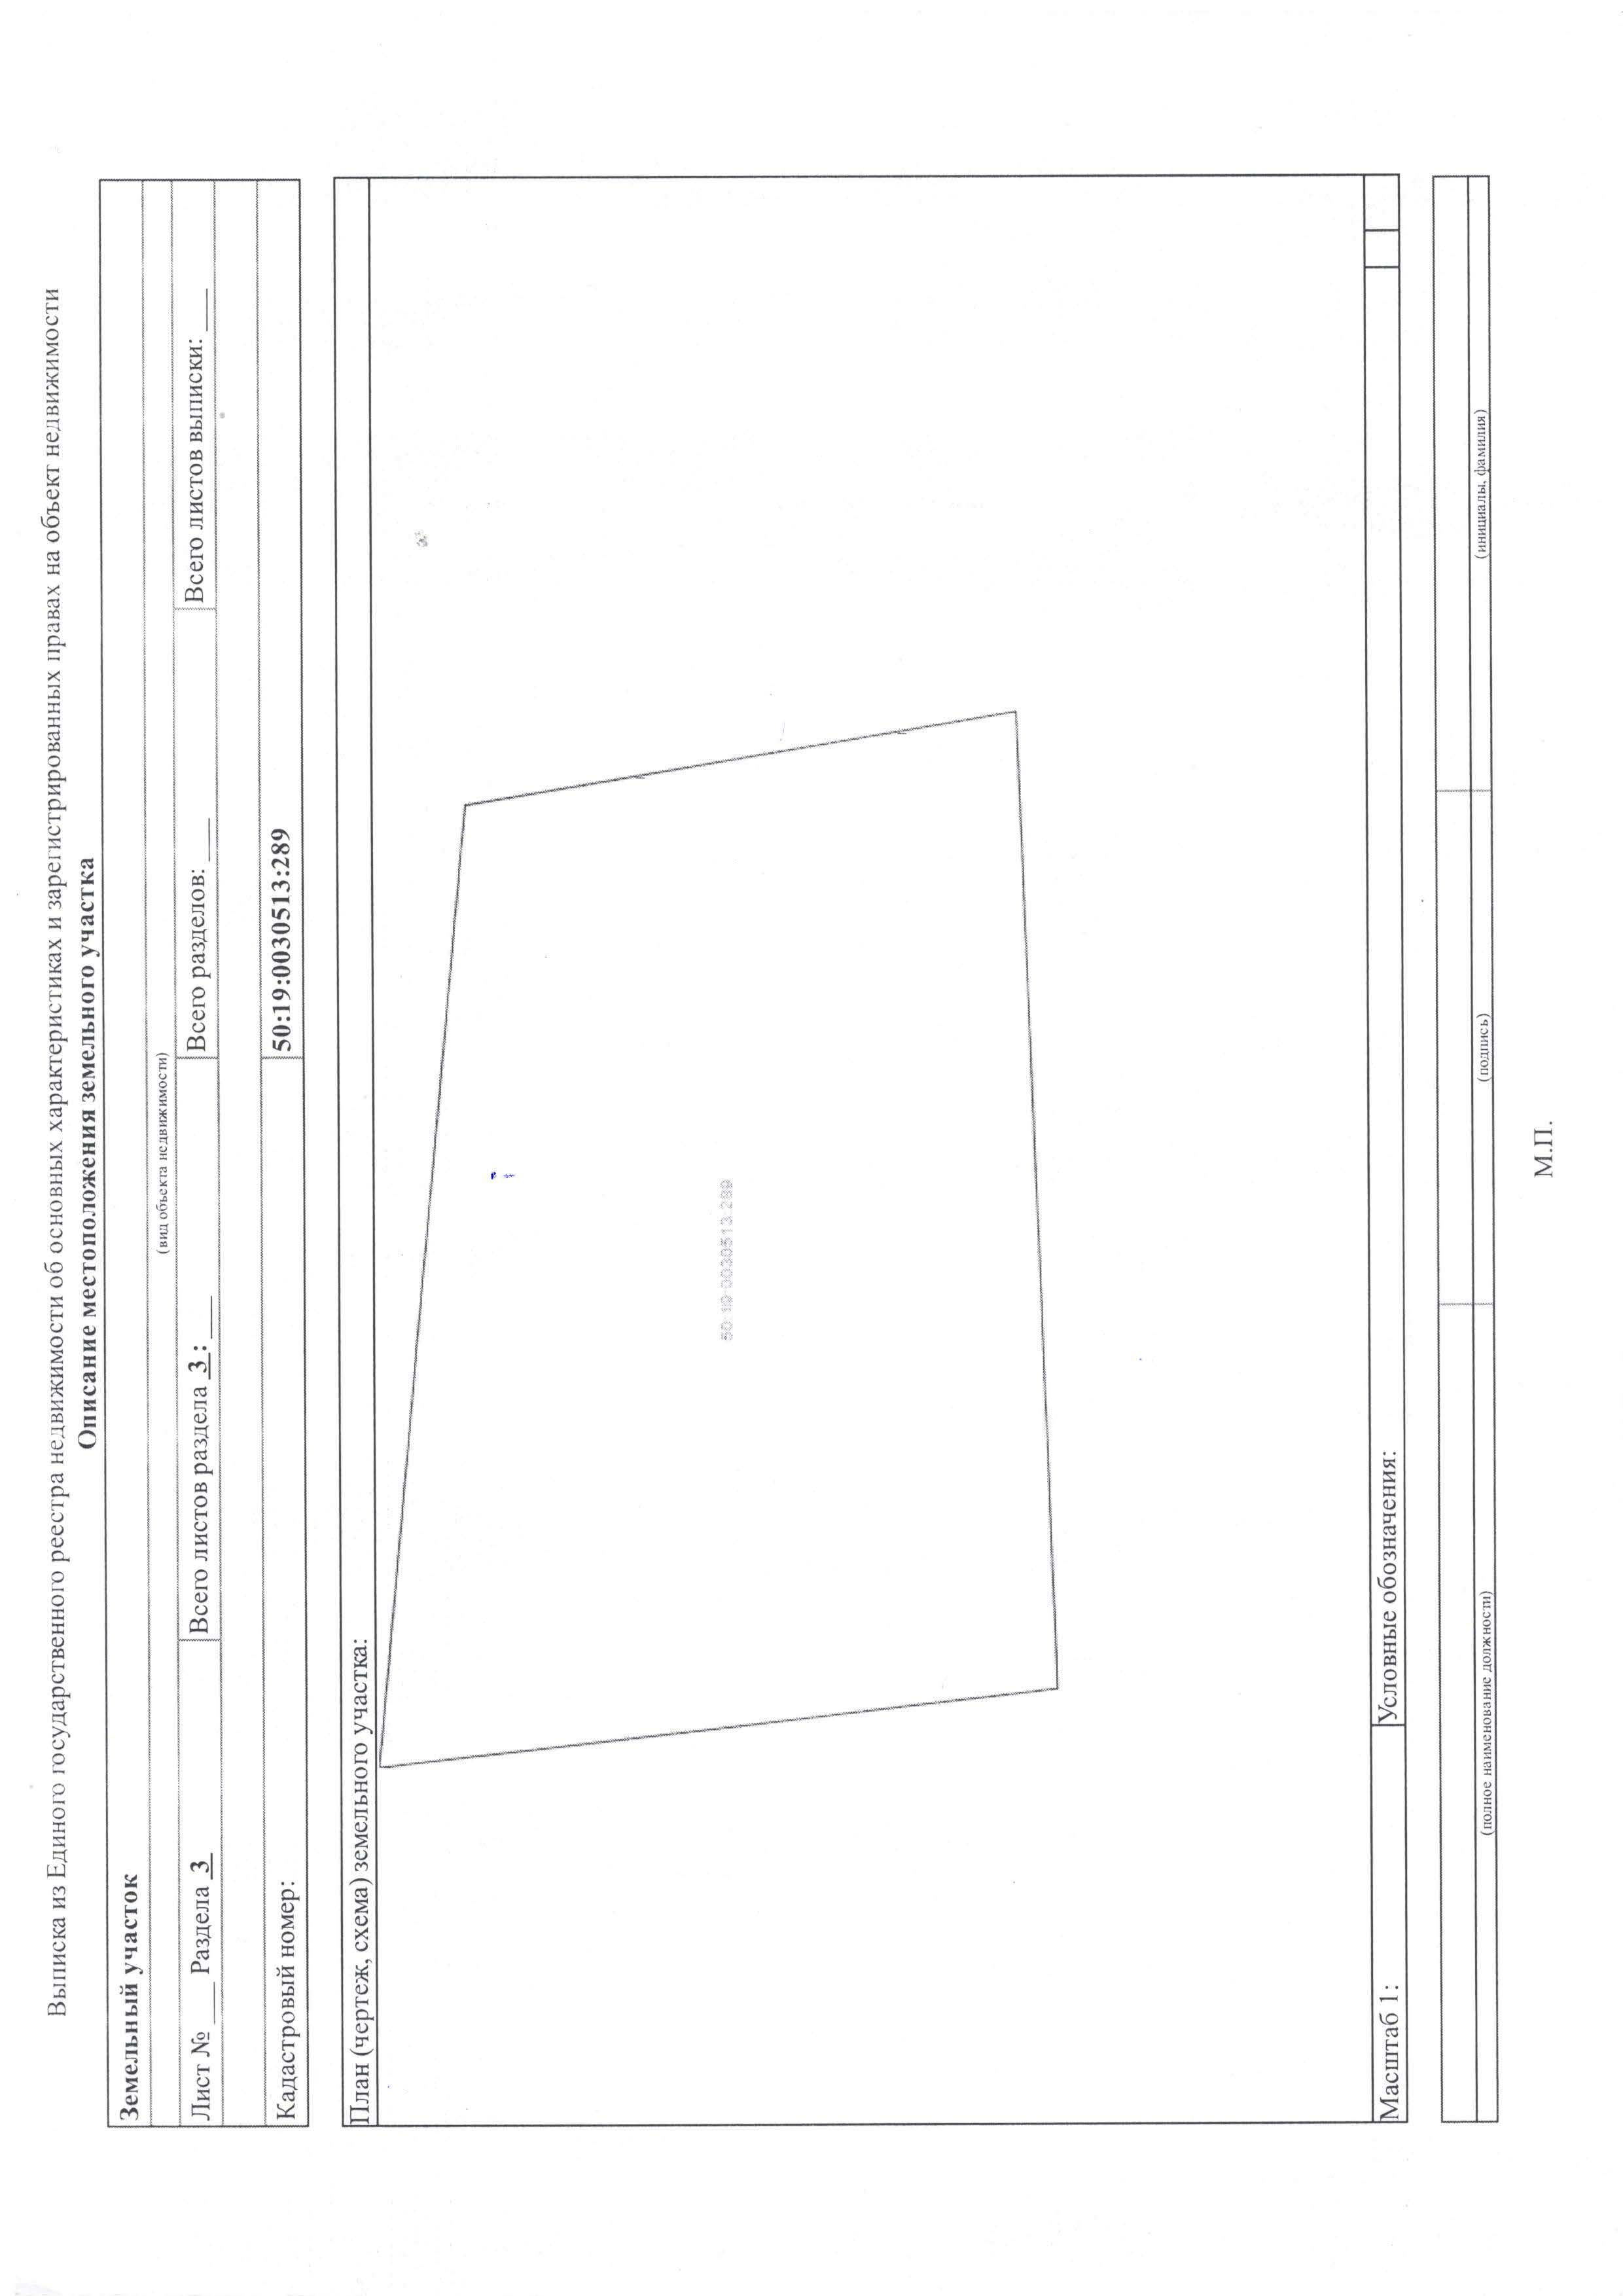 Выписка из Единого государственного реестра недвижимости об основных характеристиках и зарегистрированных правах на объект недвижимости
Описание местоположения земельного участка
Земельный участок
(вид объекта недвижимости)
Лист № ___ Раздела 3 Всего листов раздела 3 : ___ Всего разделов: ___ Всего листов выписки: ___
Кадастровый номер: 50:19:0030513:289
План (чертеж, схема) земельного участка:
50:19:0030513:289
Масштаб 1: Условные обозначения:
(полное наименование должности) (подпись) (инициалы, фамилия)
М.П.